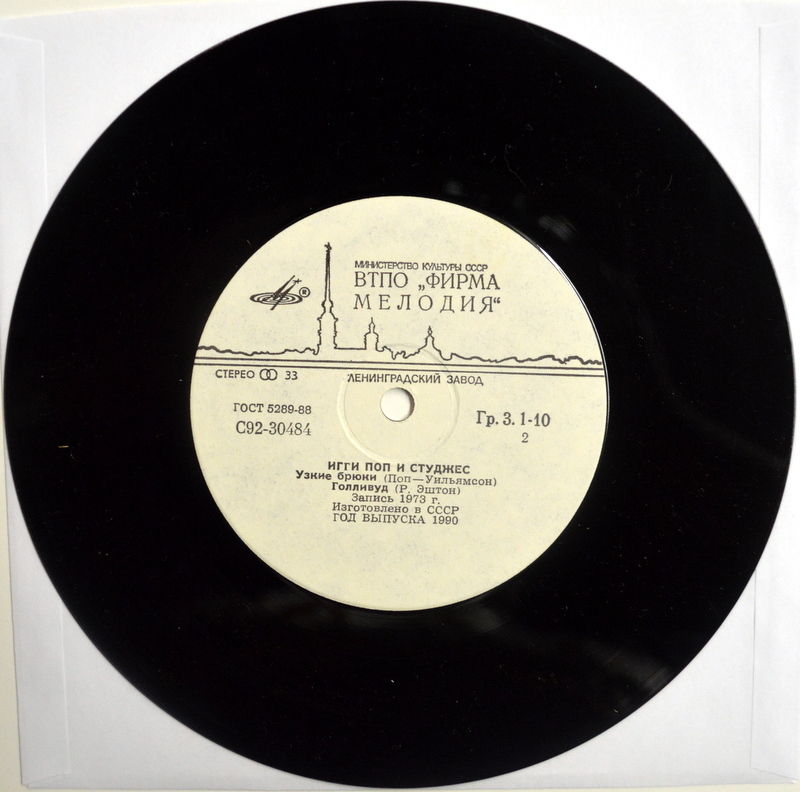 МИНИСТЕРСТВО КУЛЬТУРЫ СССР
ВТПО „ФИРМА
МЕЛОДИЯ“
®
СТЕРЕО 33
ЛЕНИНГРАДСКИЙ ЗАВОД
ГОСТ 5289-88
С92-30484
Гр. 3. 1-10
2
ИГГИ ПОП И СТУДЖЕС
Узкие брюки (Поп—Уильямсон)
Голливуд (Р. Эштон)
Запись 1973 г.
Изготовлено в СССР
ГОД ВЫПУСКА 1990